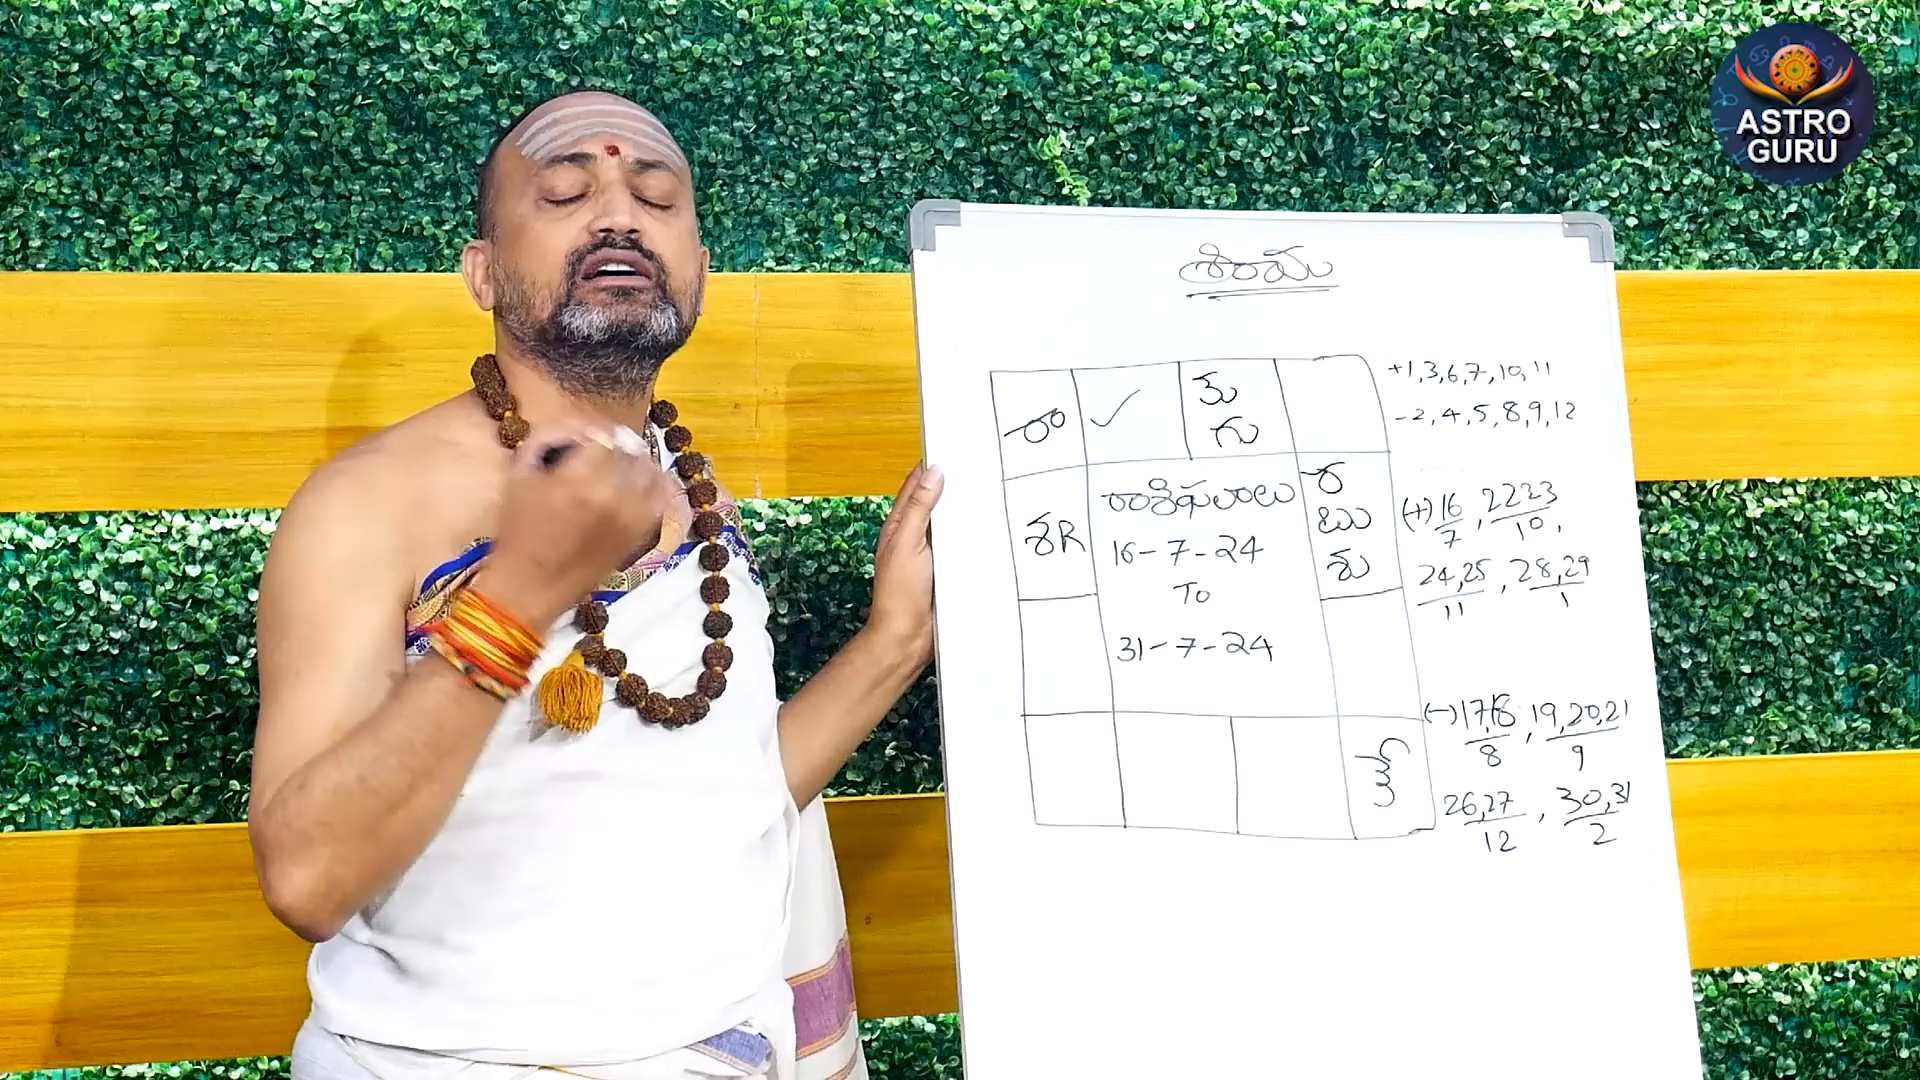 ASTRO
GURU
శ్రీరామ
+1,3,6,7,10,11
-2,4,5,8,9,12
రా
✓
కు
గు
శR
ర
బు
శు
కే
రాశిఫలాలు
16-7-24
To
31-7-24
(+)16, 22 23,
7 10
24,25, 28,29
11 1
(-)17,18, 19,20,21
8 9
26,27, 30,31
12 2